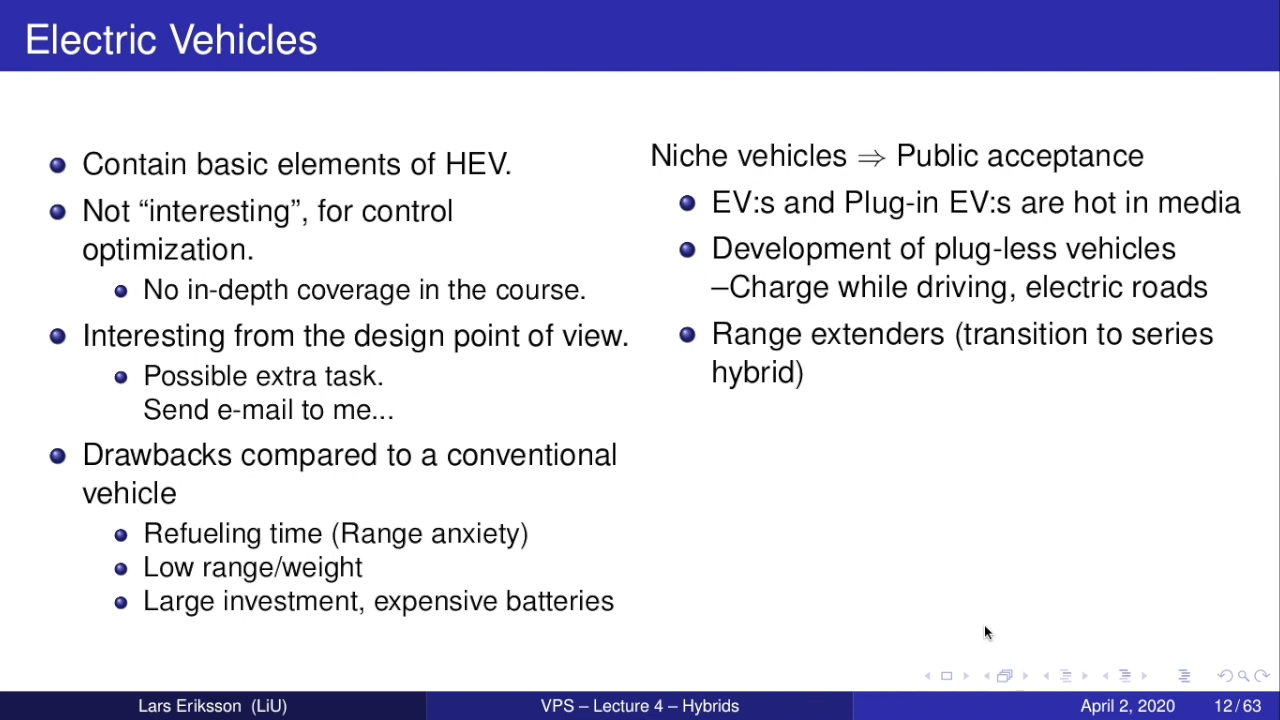 Electric Vehicles
Contain basic elements of HEV.
Not “interesting”, for control
optimization.
No in-depth coverage in the course.
Interesting from the design point of view.
Possible extra task.
Send e-mail to me...
Drawbacks compared to a conventional
vehicle
Refueling time (Range anxiety)
Low range/weight
Large investment, expensive batteries
Niche vehicles ⇒ Public acceptance
EV:s and Plug-in EV:s are hot in media
Development of plug-less vehicles
–Charge while driving, electric roads
Range extenders (transition to series
hybrid)
Lars Eriksson (LiU)
VPS – Lecture 4 – Hybrids
April 2, 2020
12 / 63